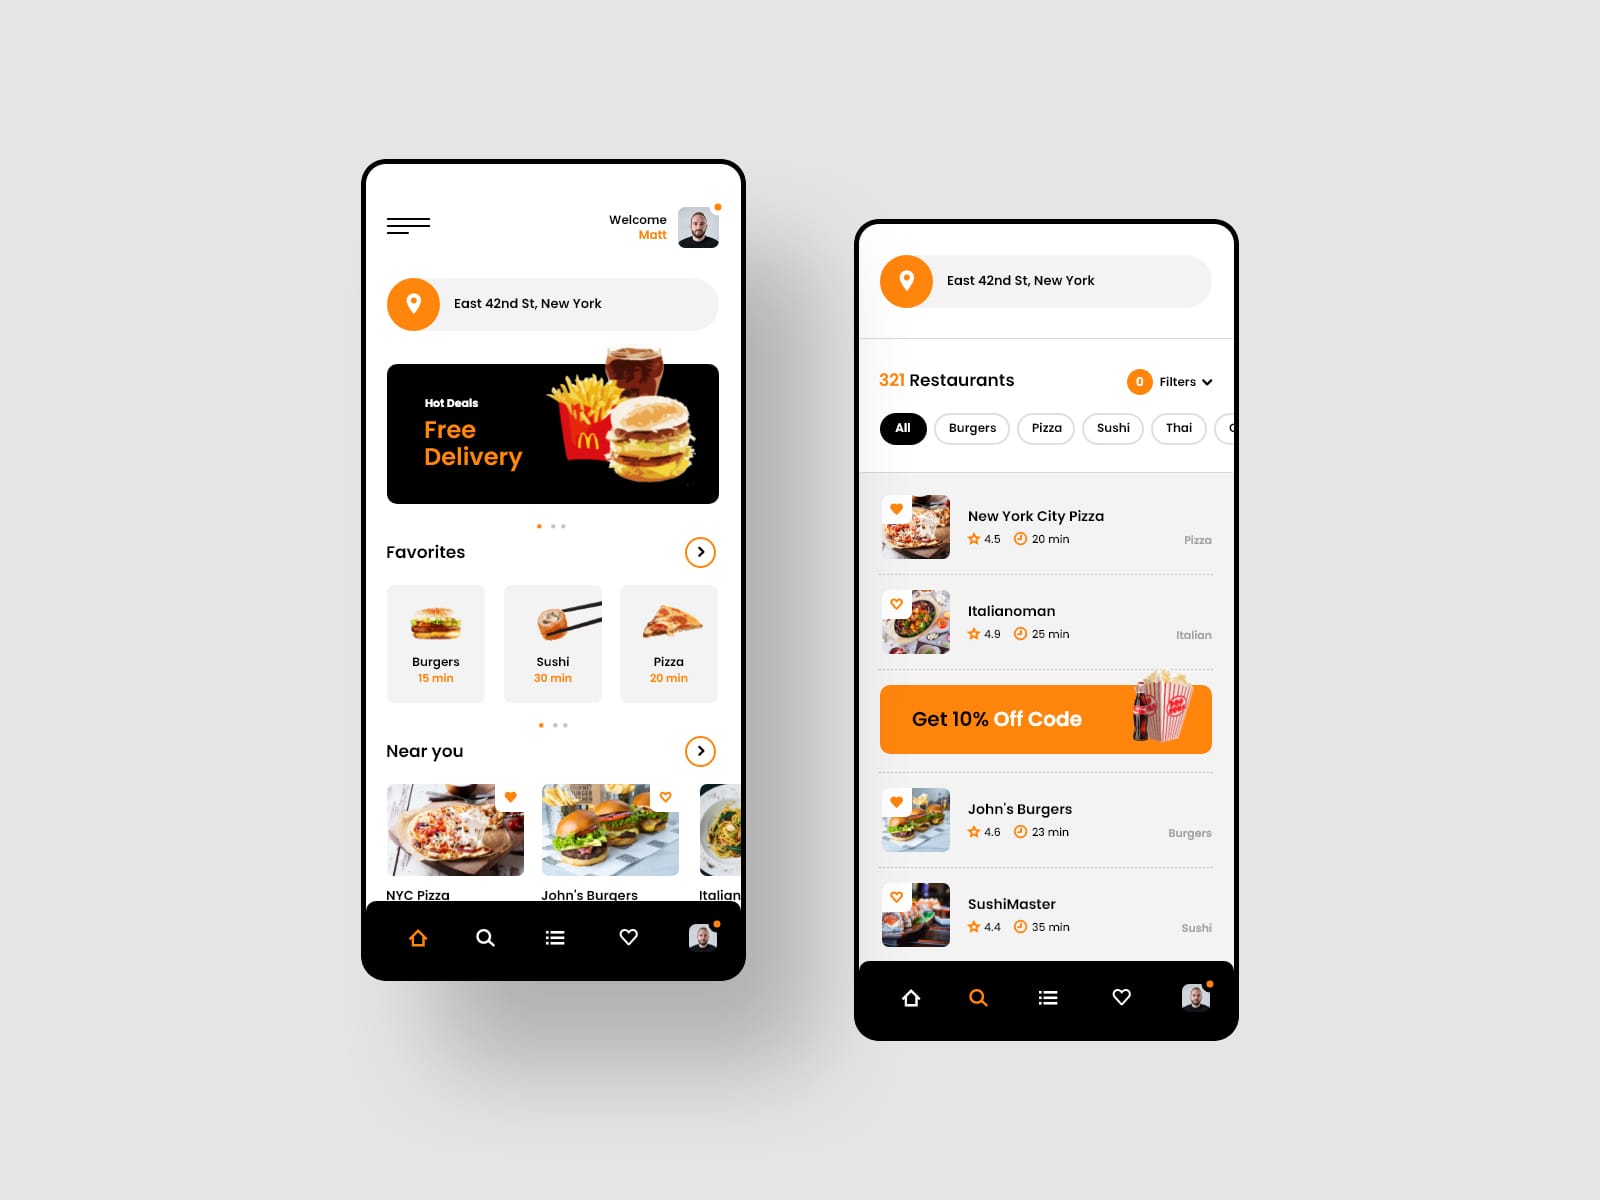 Welcome
Matt
East 42nd St, New York
Hot Deals
Free
Delivery
Favorites
Burgers
15 min
Sushi
30 min
Pizza
20 min
Near you
NYC Pizza
John's Burgers
Italian
East 42nd St, New York
321 Restaurants
0 Filters
All Burgers Pizza Sushi Thai
New York City Pizza
4.5 20 min Pizza
Italianoman
4.9 25 min Italian
Get 10% Off Code
John's Burgers
4.6 23 min Burgers
SushiMaster
4.4 35 min Sushi